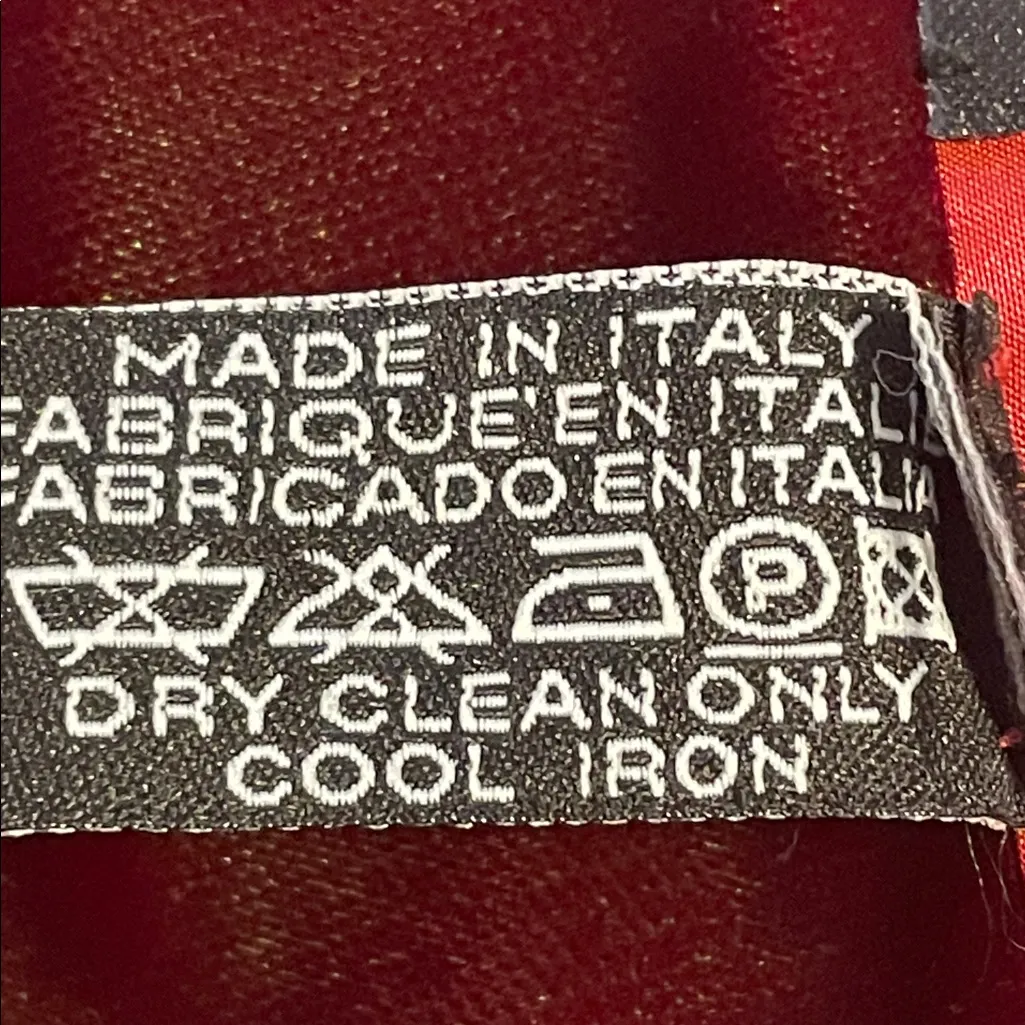 MADE IN ITALY
FABRIQUE'EN ITALIE
FABRICADO EN ITALIA
P
DRY CLEAN ONLY
COOL IRON